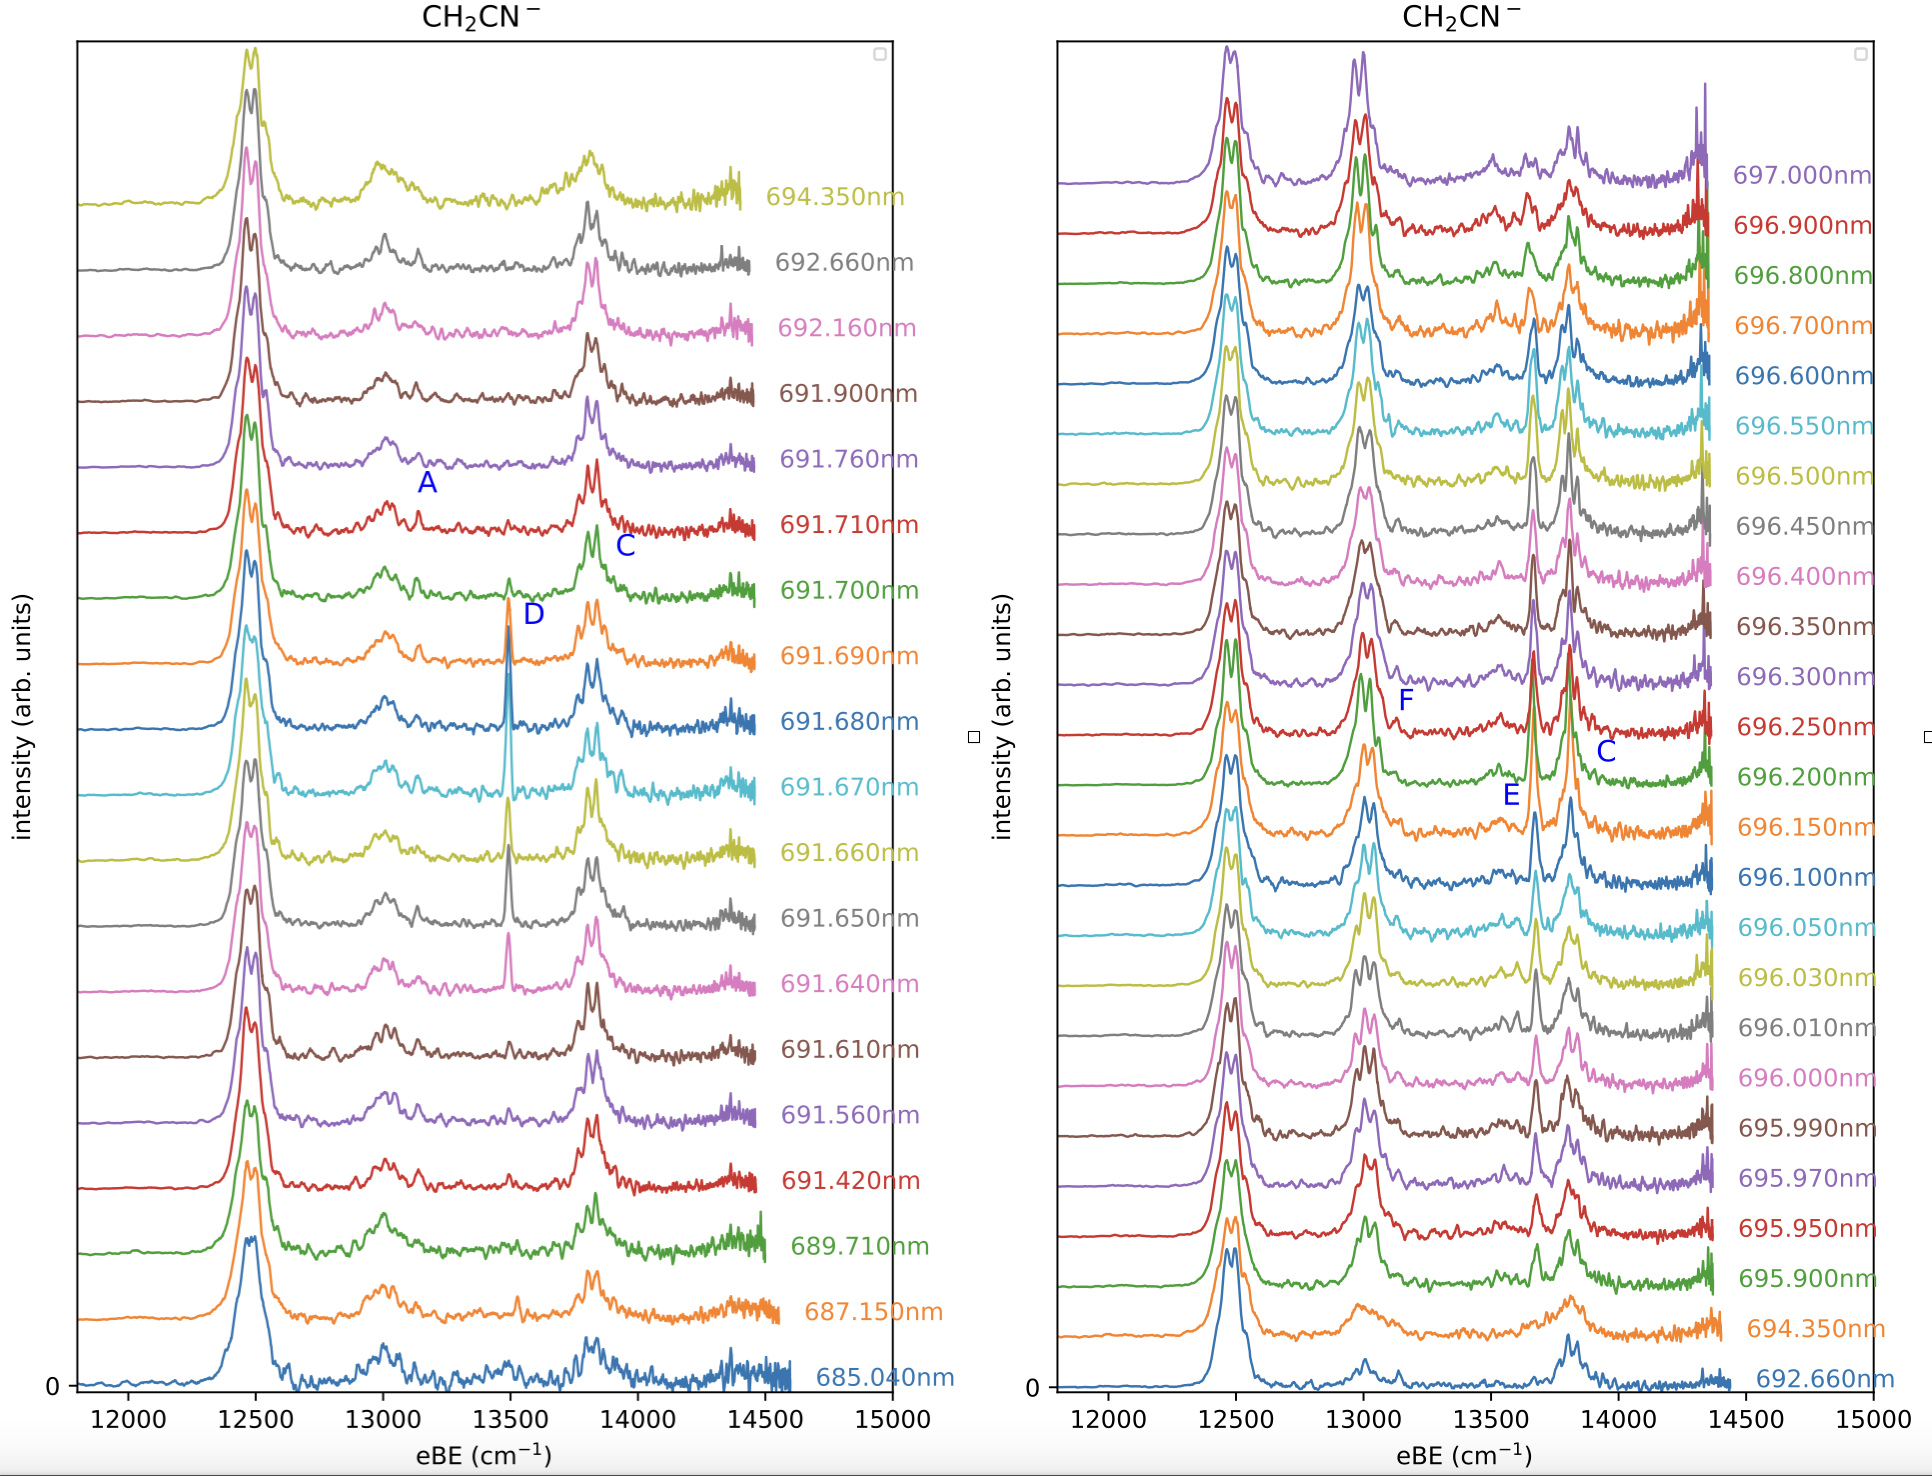 CH₂CN⁻
694.350nm
692.660nm
692.160nm
691.900nm
691.760nm
A
691.710nm
C
691.700nm
D
691.690nm
691.680nm
691.670nm
691.660nm
691.650nm
691.640nm
691.610nm
691.560nm
691.420nm
689.710nm
687.150nm
685.040nm
intensity (arb. units)
0
12000 12500 13000 13500 14000 14500 15000
eBE (cm⁻¹)
CH₂CN⁻
697.000nm
696.900nm
696.800nm
696.700nm
696.600nm
696.550nm
696.500nm
696.450nm
696.400nm
696.350nm
696.300nm
F
696.250nm
C
696.200nm
E
696.150nm
696.100nm
696.050nm
696.030nm
696.010nm
696.000nm
695.990nm
695.970nm
695.950nm
695.900nm
694.350nm
692.660nm
intensity (arb. units)
0
12000 12500 13000 13500 14000 14500 15000
eBE (cm⁻¹)